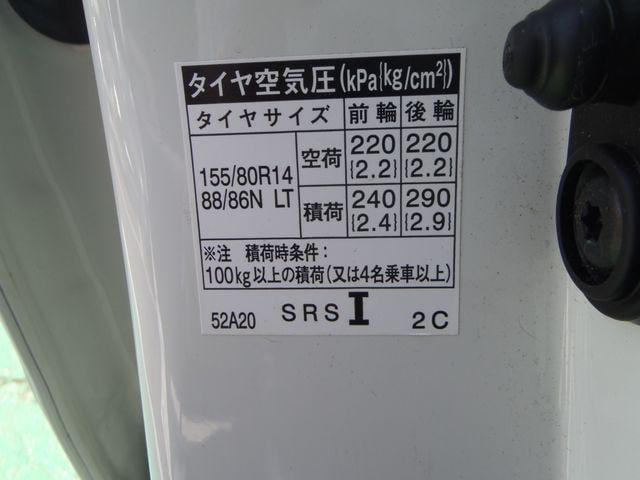 タイヤ空気圧(kPa{kg/cm²})
タイヤサイズ 前輪 後輪
155/80R14 88/86N LT 空荷 220 {2.2} 220 {2.2}
積荷 240 {2.4} 290 {2.9}
※注 積荷時条件:
100kg以上の積荷(又は4名乗車以上)
52A20 SRS I 2C